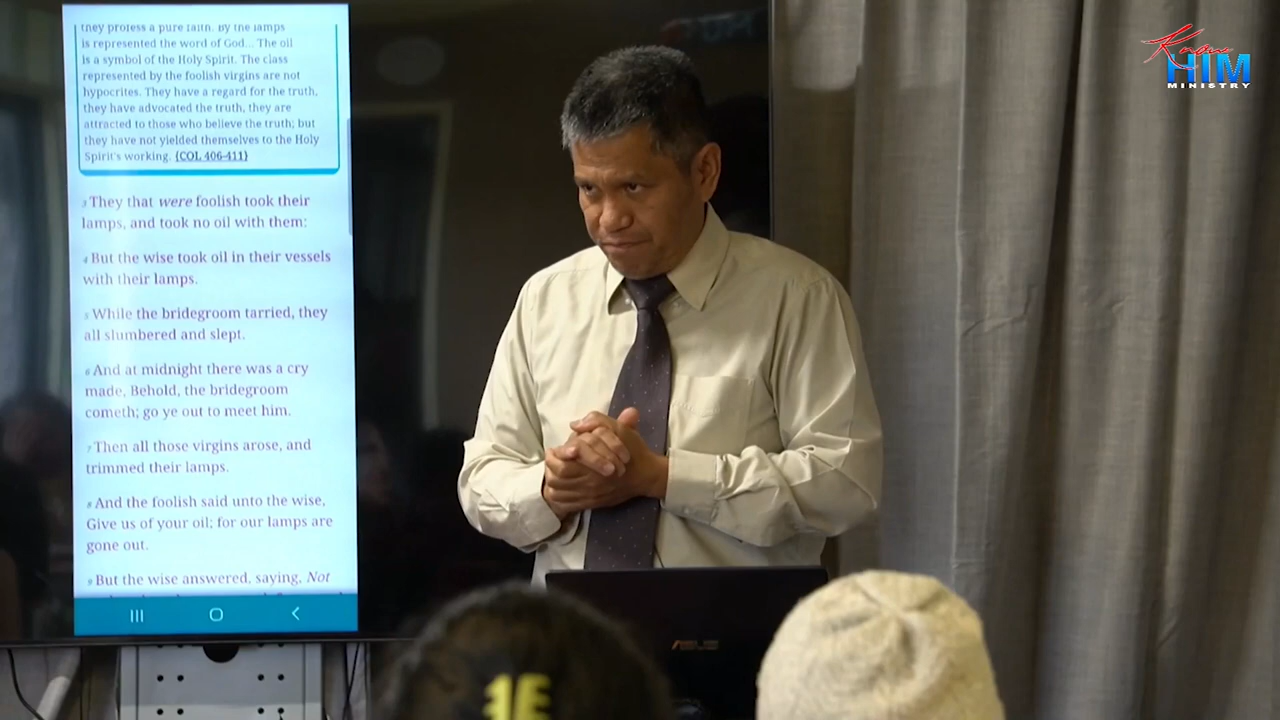 they profess a pure faith. By the lamps
is represented the word of God... The oil
is a symbol of the Holy Spirit. The class
represented by the foolish virgins are not
hypocrites. They have a regard for the truth,
they have advocated the truth, they are
attracted to those who believe the truth; but
they have not yielded themselves to the Holy
Spirit's working. {COL 406-411}
3 They that were foolish took their
lamps, and took no oil with them:
4 But the wise took oil in their vessels
with their lamps.
5 While the bridegroom tarried, they
all slumbered and slept.
6 And at midnight there was a cry
made, Behold, the bridegroom
cometh; go ye out to meet him.
7 Then all those virgins arose, and
trimmed their lamps.
8 And the foolish said unto the wise,
Give us of your oil; for our lamps are
gone out.
9 But the wise answered, saying, Not
Know
HIM
MINISTRY
ASUS